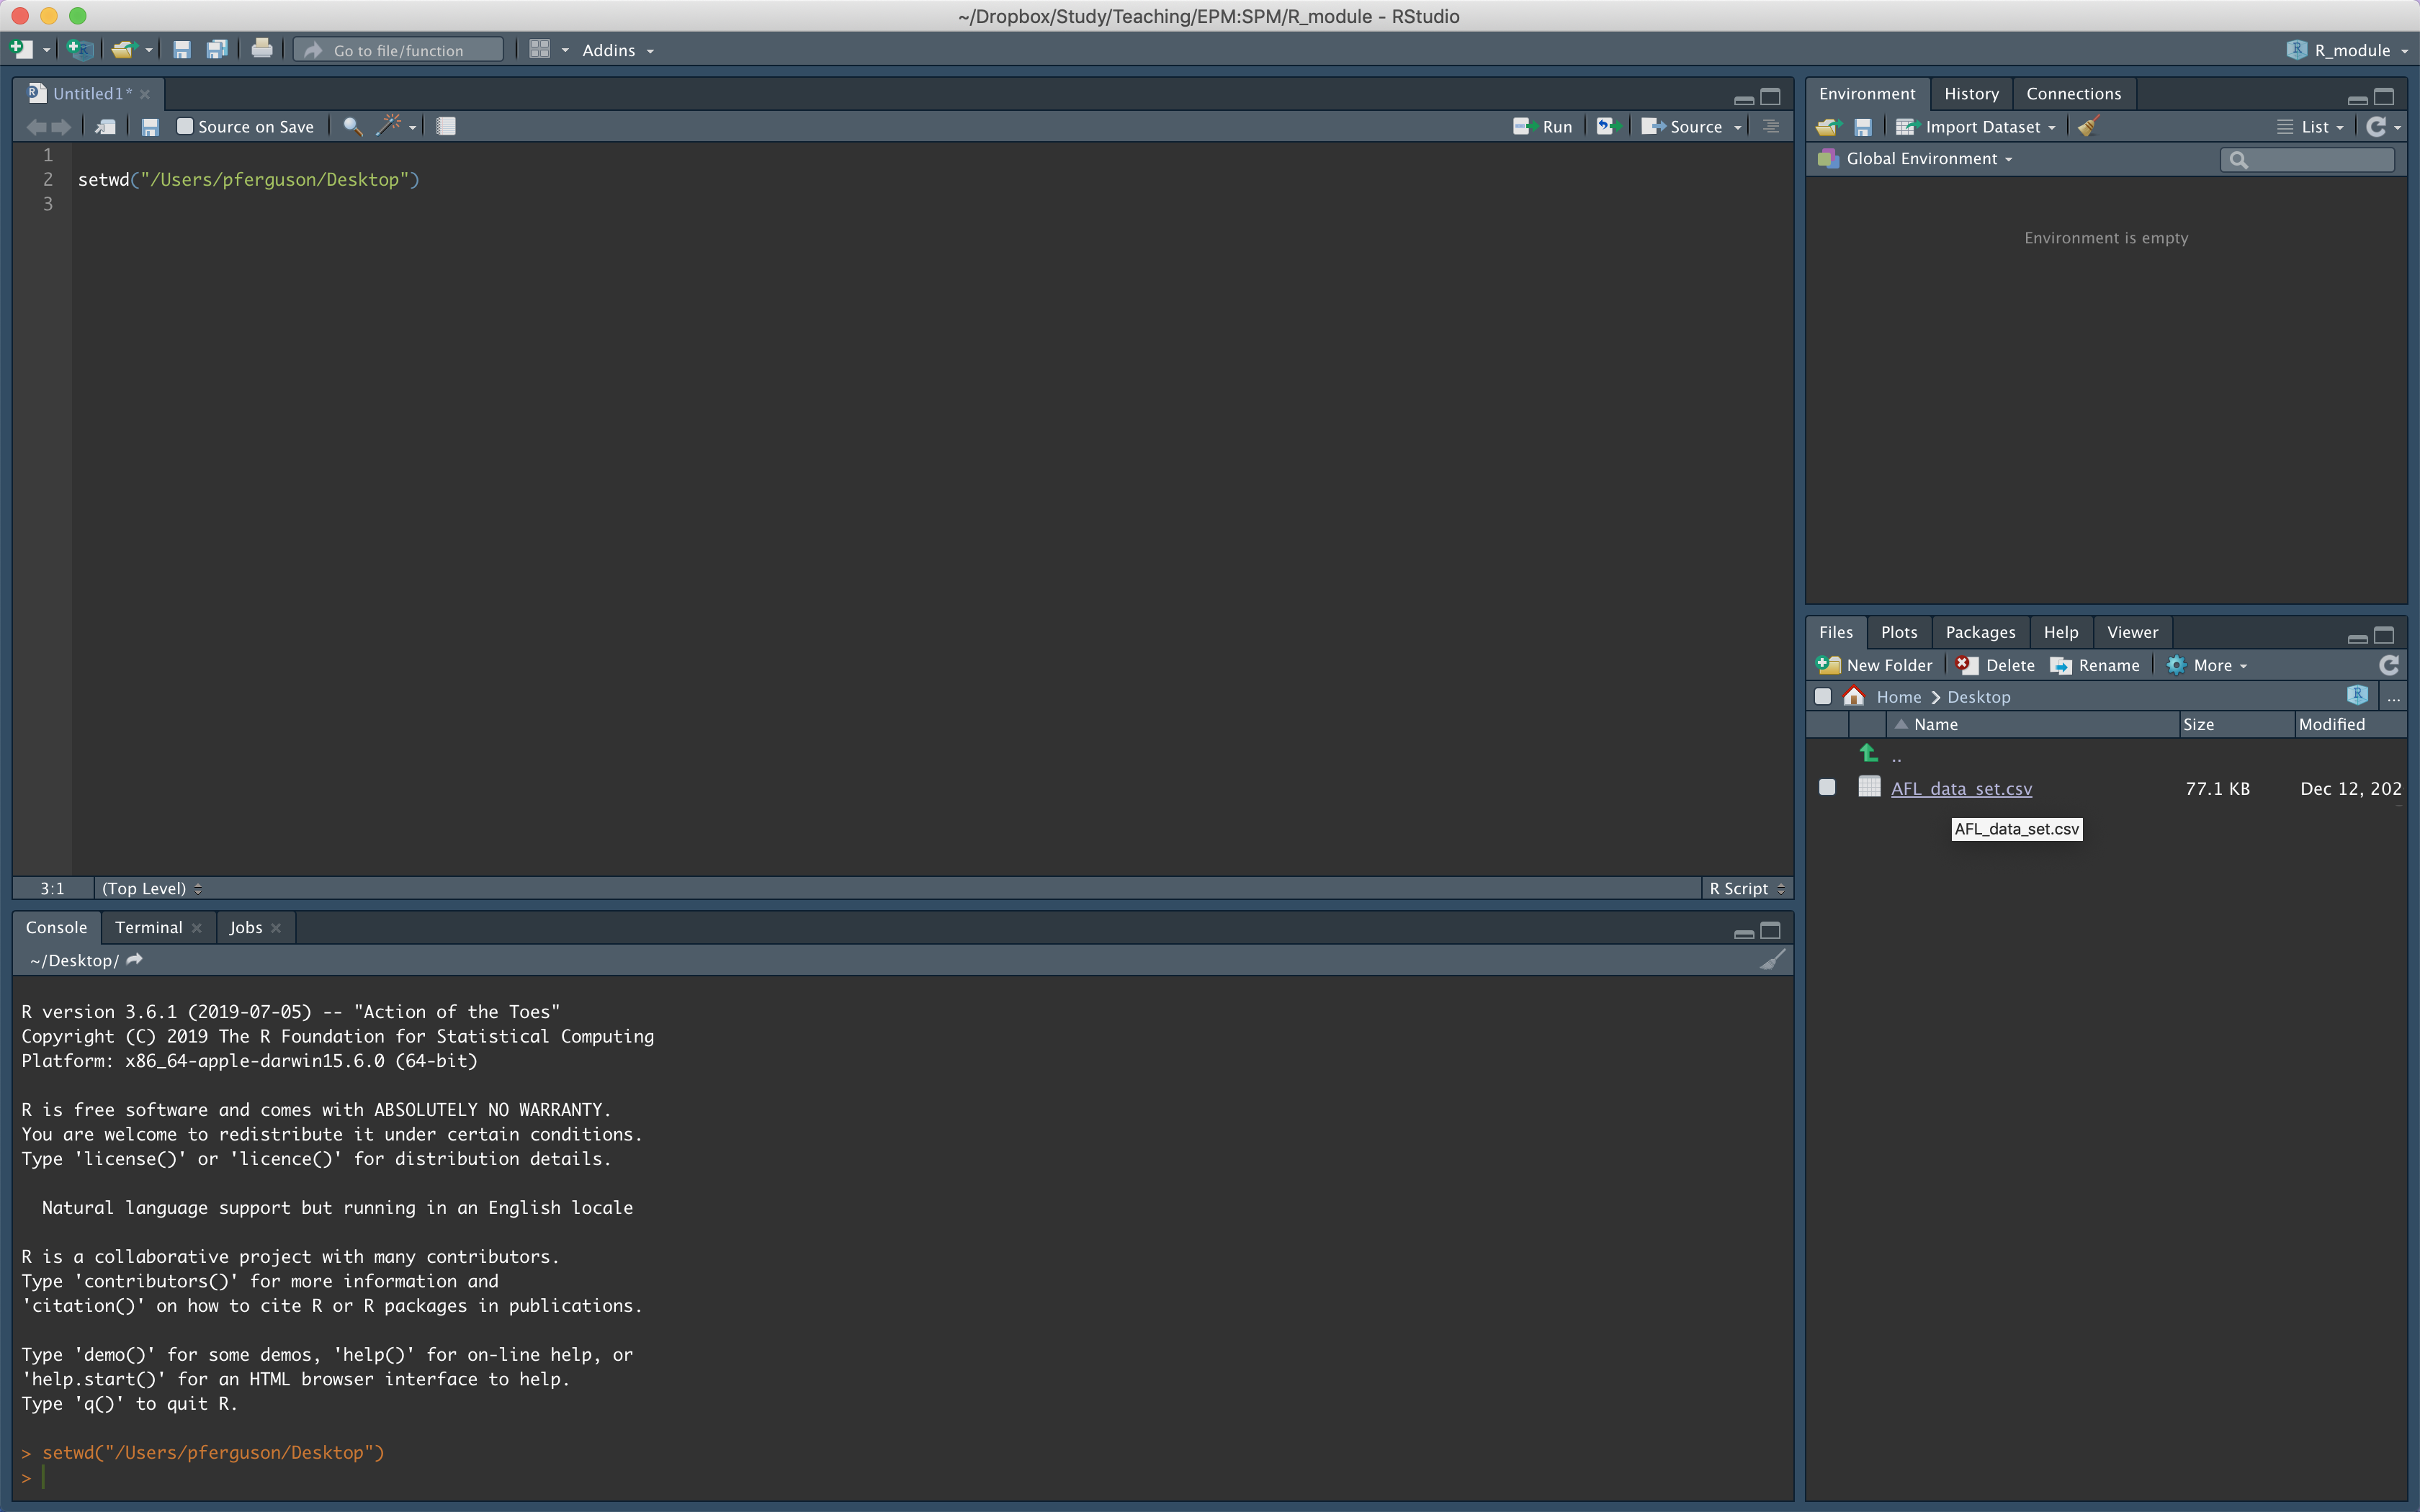 ~/Dropbox/Study/Teaching/EPM:SPM/R_module - RStudio
Go to file/function
Addins
R_module
Untitled1*
Source on Save
Run
Source
1
2 setwd("/Users/pferguson/Desktop")
3
3:1 (Top Level)
R Script
Console Terminal Jobs
~/Desktop/
R version 3.6.1 (2019-07-05) -- "Action of the Toes"
Copyright (C) 2019 The R Foundation for Statistical Computing
Platform: x86_64-apple-darwin15.6.0 (64-bit)
R is free software and comes with ABSOLUTELY NO WARRANTY.
You are welcome to redistribute it under certain conditions.
Type 'license()' or 'licence()' for distribution details.
Natural language support but running in an English locale
R is a collaborative project with many contributors.
Type 'contributors()' for more information and
'citation()' on how to cite R or R packages in publications.
Type 'demo()' for some demos, 'help()' for on-line help, or
'help.start()' for an HTML browser interface to help.
Type 'q()' to quit R.
> setwd("/Users/pferguson/Desktop")
>
Environment History Connections
Import Dataset
List
Global Environment
Environment is empty
Files Plots Packages Help Viewer
New Folder Delete Rename More
Home Desktop ...
Name Size Modified
..
AFL_data_set.csv 77.1 KB Dec 12, 202
AFL_data_set.csv